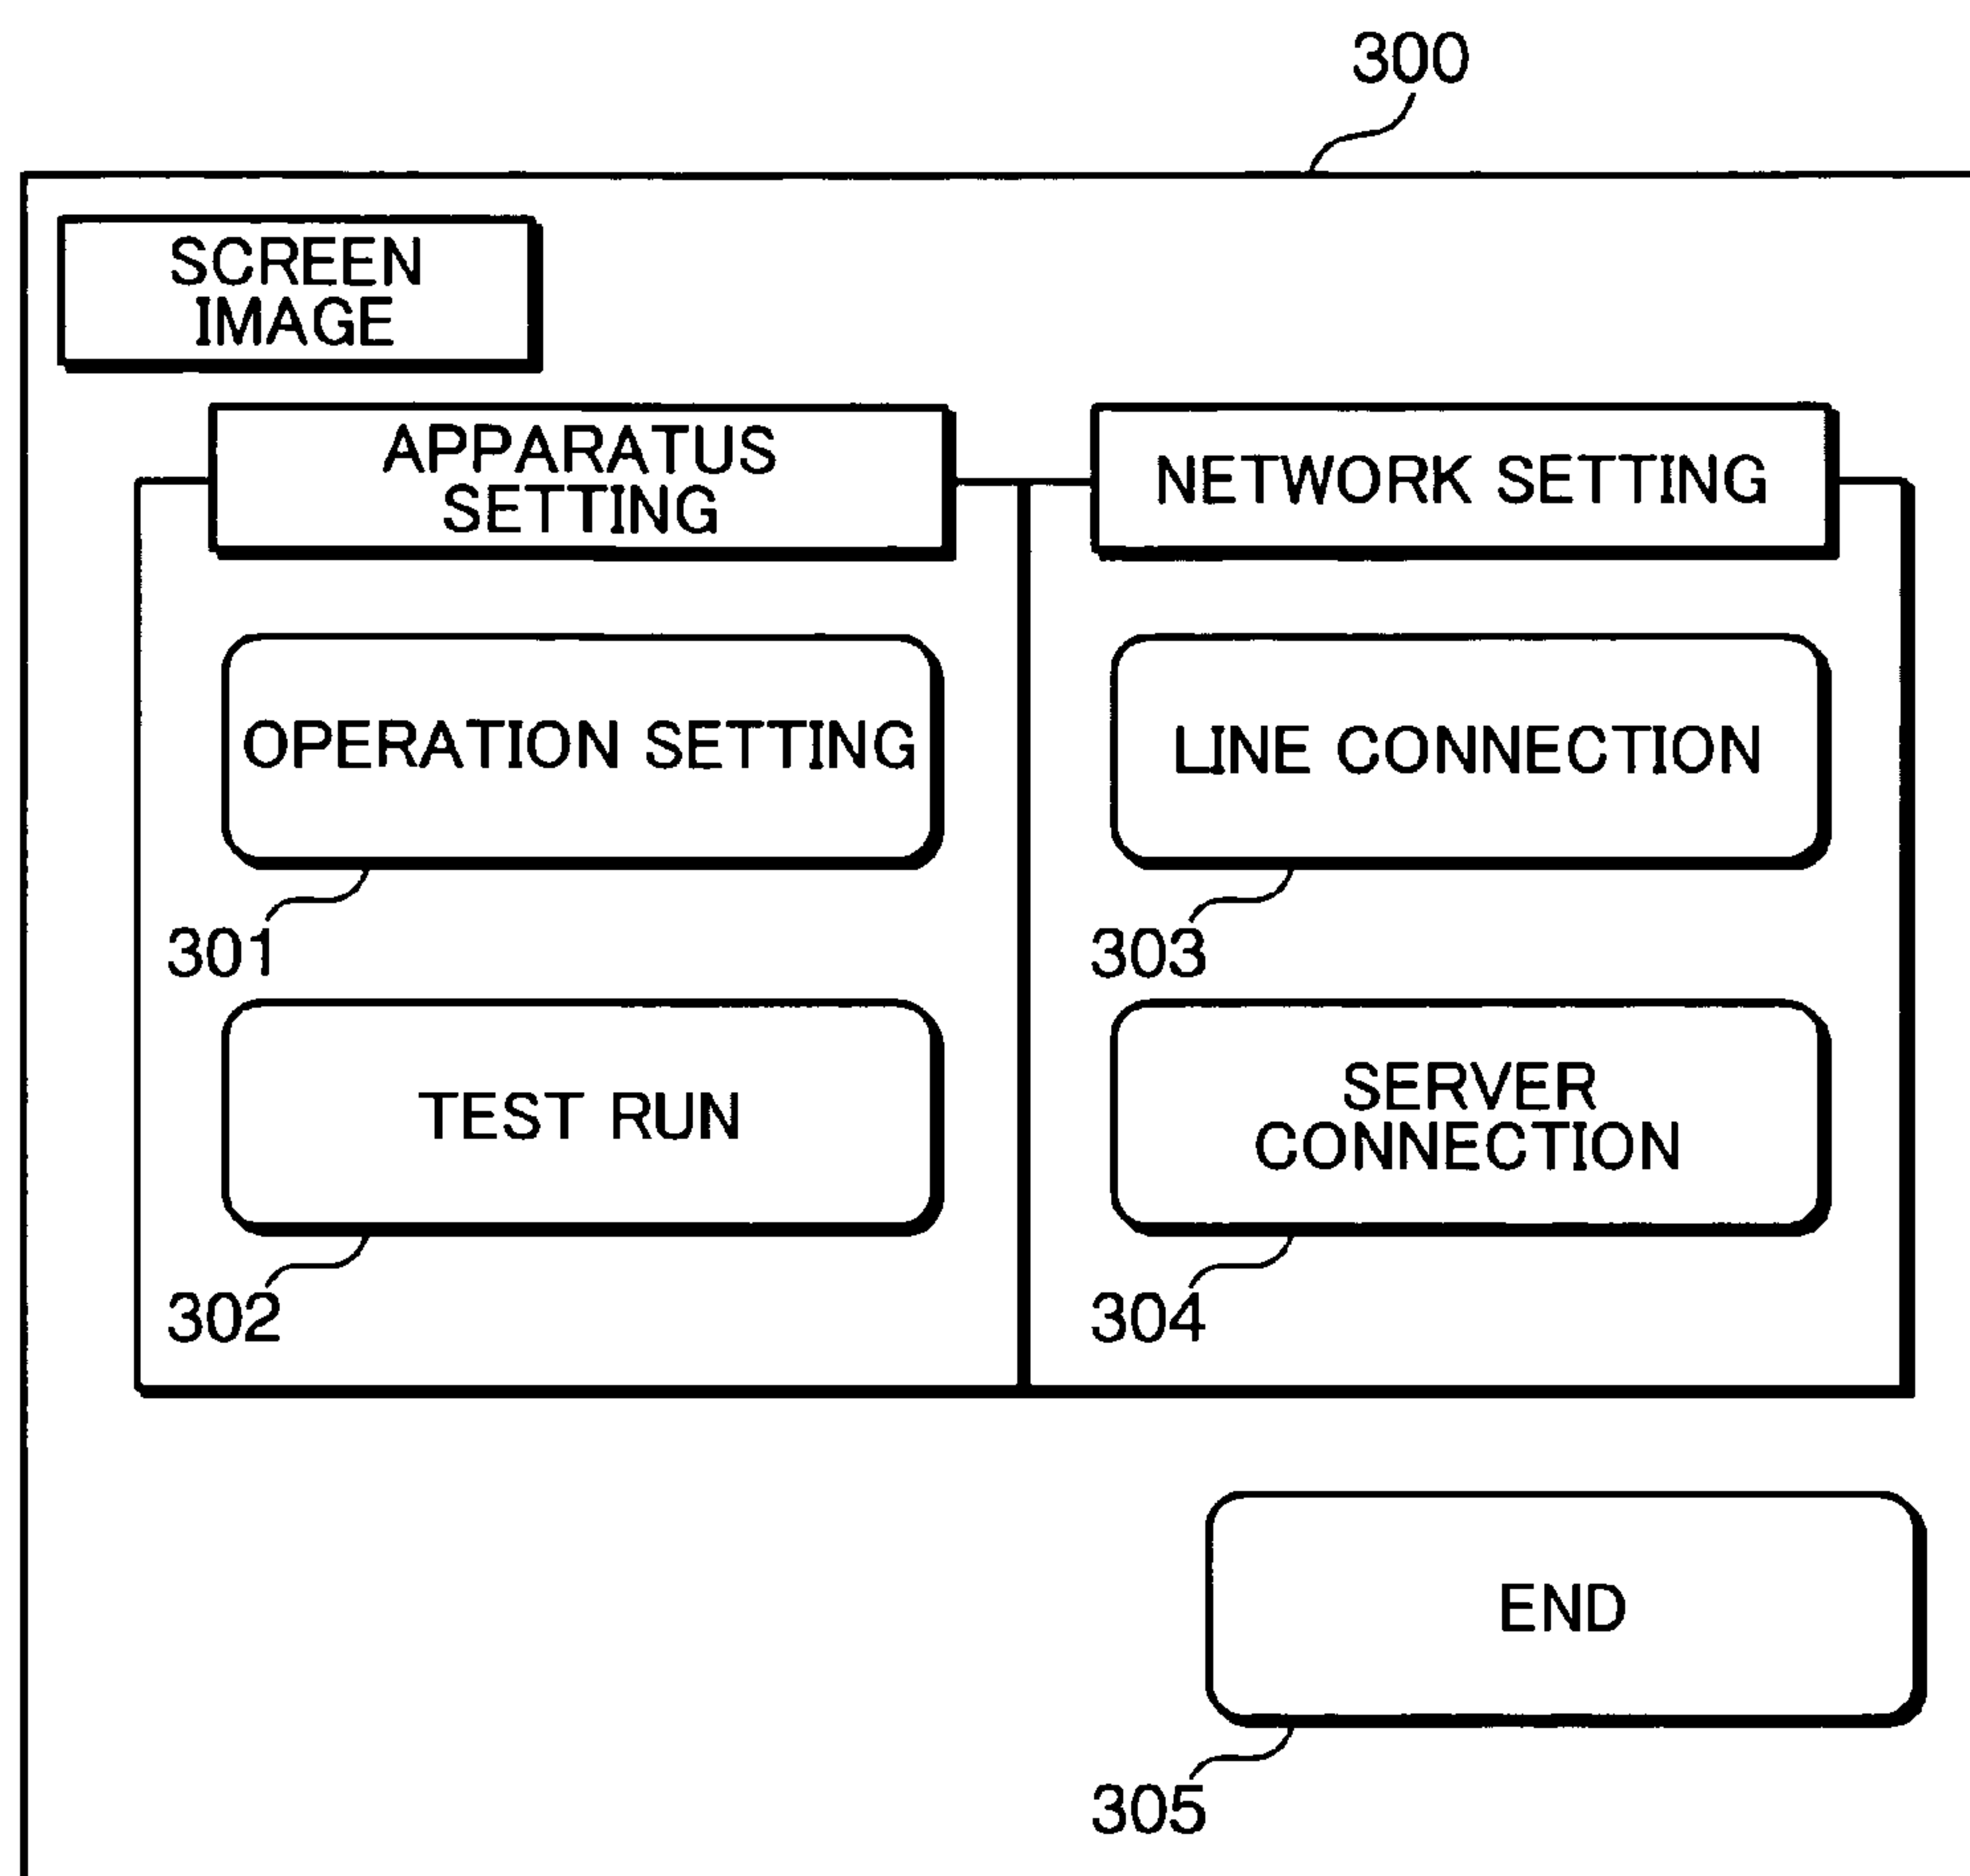 300
SCREEN
IMAGE
APPARATUS
SETTING
OPERATION SETTING
301
TEST RUN
302
NETWORK SETTING
LINE CONNECTION
303
SERVER
CONNECTION
304
END
305